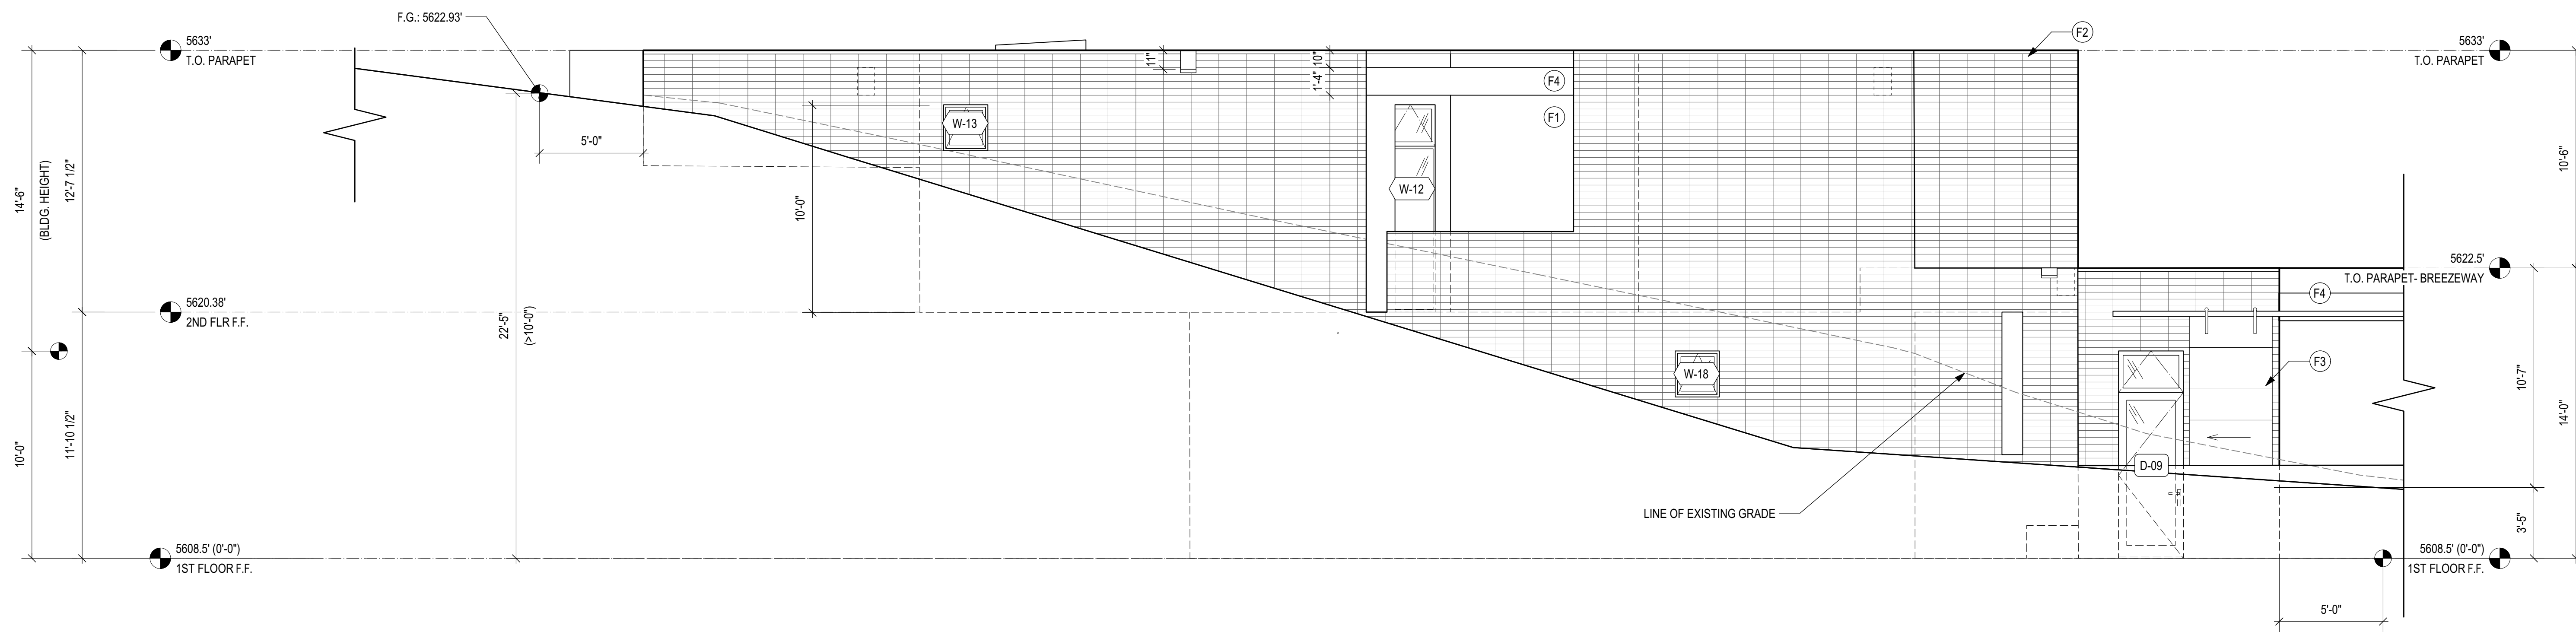 F.G.: 5622.93'
F2
5633'
T.O. PARAPET
5633'
T.O. PARAPET
11"
10"
1'-4"
F4
F1
W-13
W-12
5'-0"
10'-0"
14'-6"
(BLDG. HEIGHT)
12'-7 1/2"
10'-6"
5622.5'
T.O. PARAPET- BREEZEWAY
F4
5620.38'
2ND FLR F.F.
22'-5"
(>10'-0")
W-18
F3
10'-7"
14'-0"
10'-0"
11'-10 1/2"
D-09
LINE OF EXISTING GRADE
3'-5"
5608.5' (0'-0")
1ST FLOOR F.F.
5608.5' (0'-0")
1ST FLOOR F.F.
5'-0"